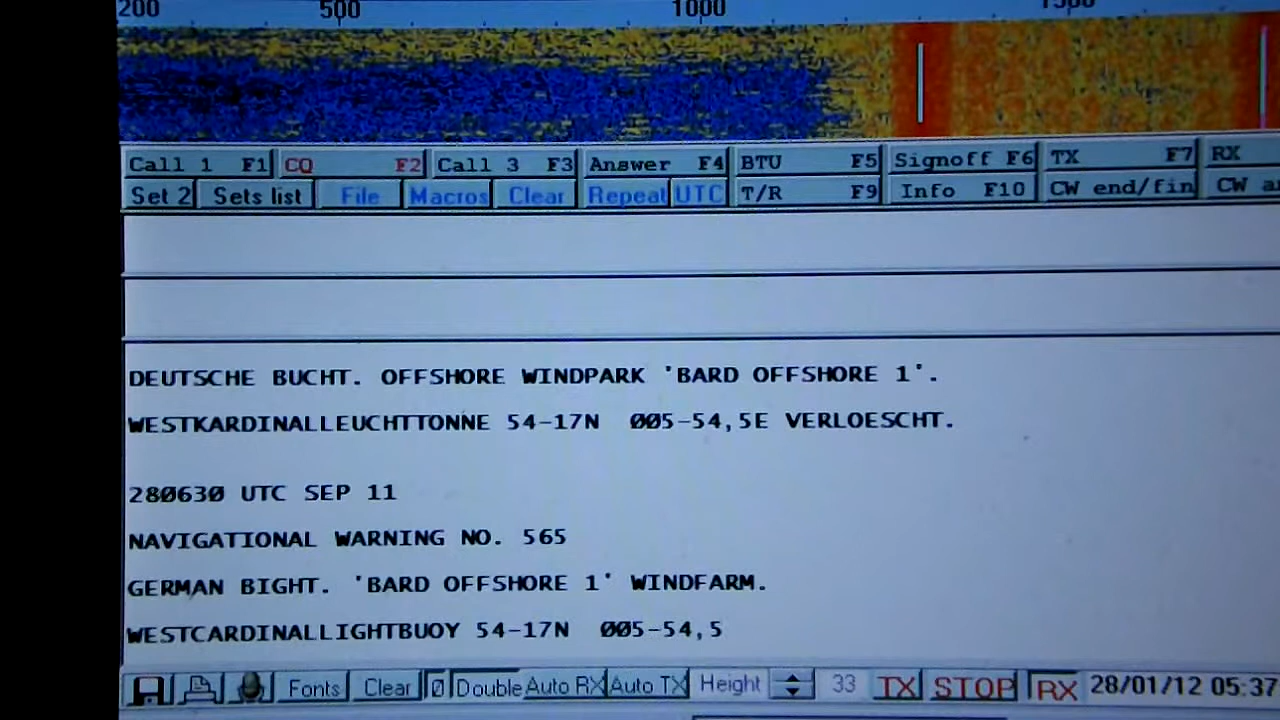 200 500 1000 1500
Call 1 F1 CQ F2 Call 3 F3 Answer F4 BTU F5 Signoff F6 TX F7 RX
Set 2 Sets list File Macros Clear Repeat UTC T/R F9 Info F10 CW end/fin CW
DEUTSCHE BUCHT. OFFSHORE WINDPARK 'BARD OFFSHORE 1'.
WESTKARDINALLEUCHTTONNE 54-17N 005-54,5E VERLOESCHT.
280630 UTC SEP 11
NAVIGATIONAL WARNING NO. 565
GERMAN BIGHT. 'BARD OFFSHORE 1' WINDFARM.
WESTCARDINALLIGHTBUOY 54-17N 005-54,5
Fonts Clear Ø Double Auto RX Auto TX Height 33 TX STOP RX 28/01/12 05:37